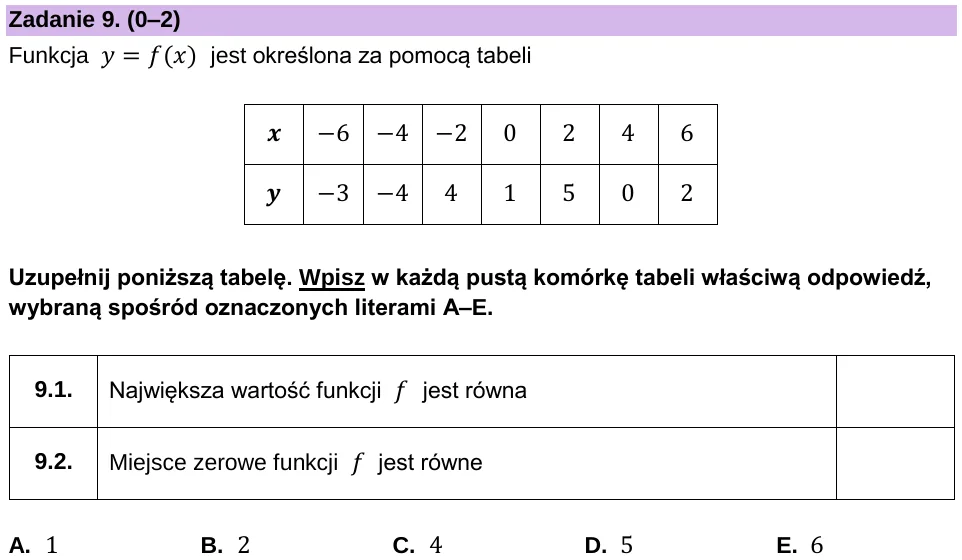 Zadanie 9. (0–2)
Funkcja y = f(x) jest określona za pomocą tabeli
x −6 −4 −2 0 2 4 6
y −3 −4 4 1 5 0 2
Uzupełnij poniższą tabelę. Wpisz w każdą pustą komórkę tabeli właściwą odpowiedź,
wybraną spośród oznaczonych literami A–E.
9.1. Największa wartość funkcji f jest równa
9.2. Miejsce zerowe funkcji f jest równe
A. 1 B. 2 C. 4 D. 5 E. 6